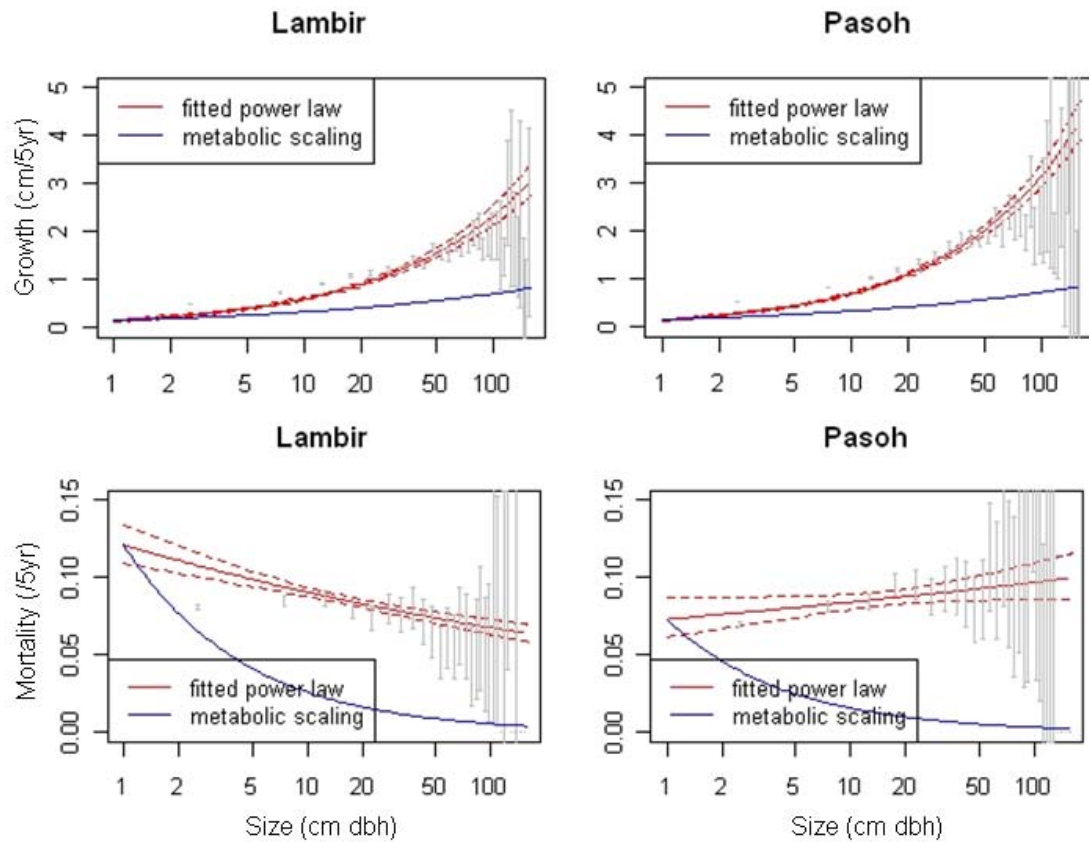 Lambir
Pasoh
fitted power law
metabolic scaling
fitted power law
metabolic scaling
Growth (cm/5yr)
0 1 2 3 4 5
0 1 2 3 4 5
1 2 5 10 20 50 100
1 2 5 10 20 50 100
Lambir
Pasoh
fitted power law
metabolic scaling
fitted power law
metabolic scaling
Mortality (/5yr)
0.00 0.05 0.10 0.15
0.00 0.05 0.10 0.15
1 2 5 10 20 50 100
1 2 5 10 20 50 100
Size (cm dbh)
Size (cm dbh)